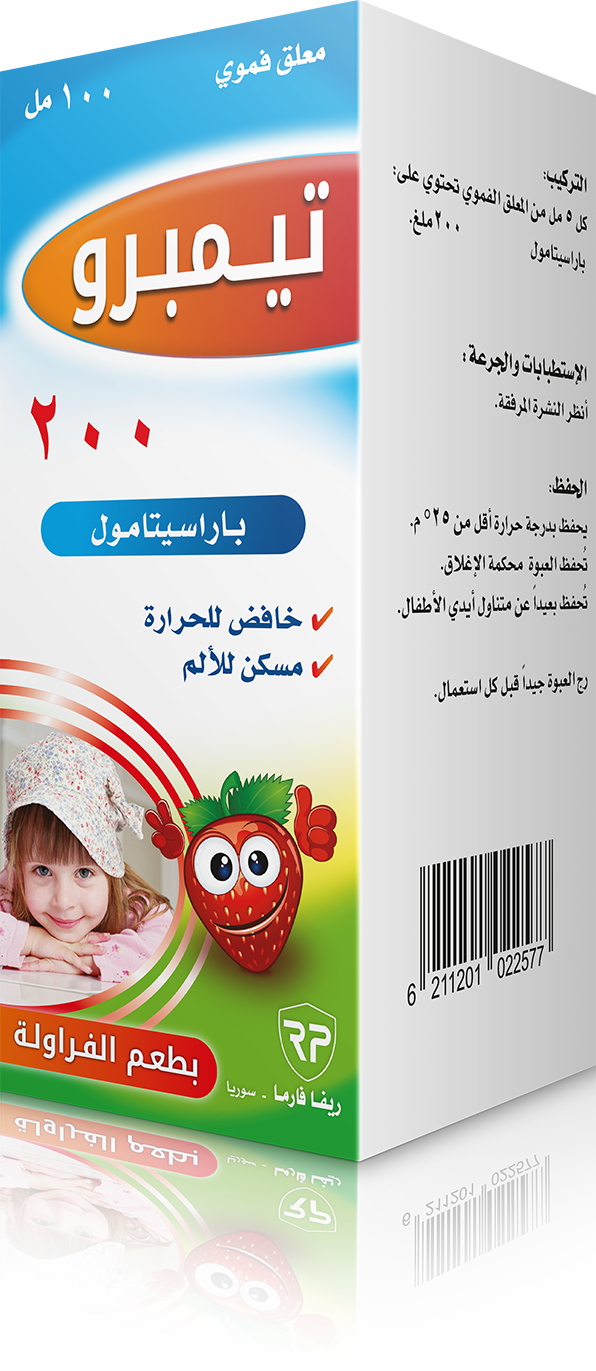 معلق فموي
١٠٠ مل
تيمبرو
٢٠٠
باراسيتامول
خافض للحرارة
مسكن للألم
بطعم الفراولة
RP
ريفا فارما - سوريا
التركيب:
كل ٥ مل من المعلق الفموي تحتوي على:
باراسيتامول ٢٠٠ملغ.
الإستطبابات والجرعة :
أنظر النشرة المرفقة.
الحفظ:
يحفظ بدرجة حرارة أقل من ٢٥° م.
تُحفظ العبوة محكمة الإغلاق.
تُحفظ بعيداً عن متناول أيدي الأطفال.
رج العبوة جيداً قبل كل استعمال.
6 211201 022577